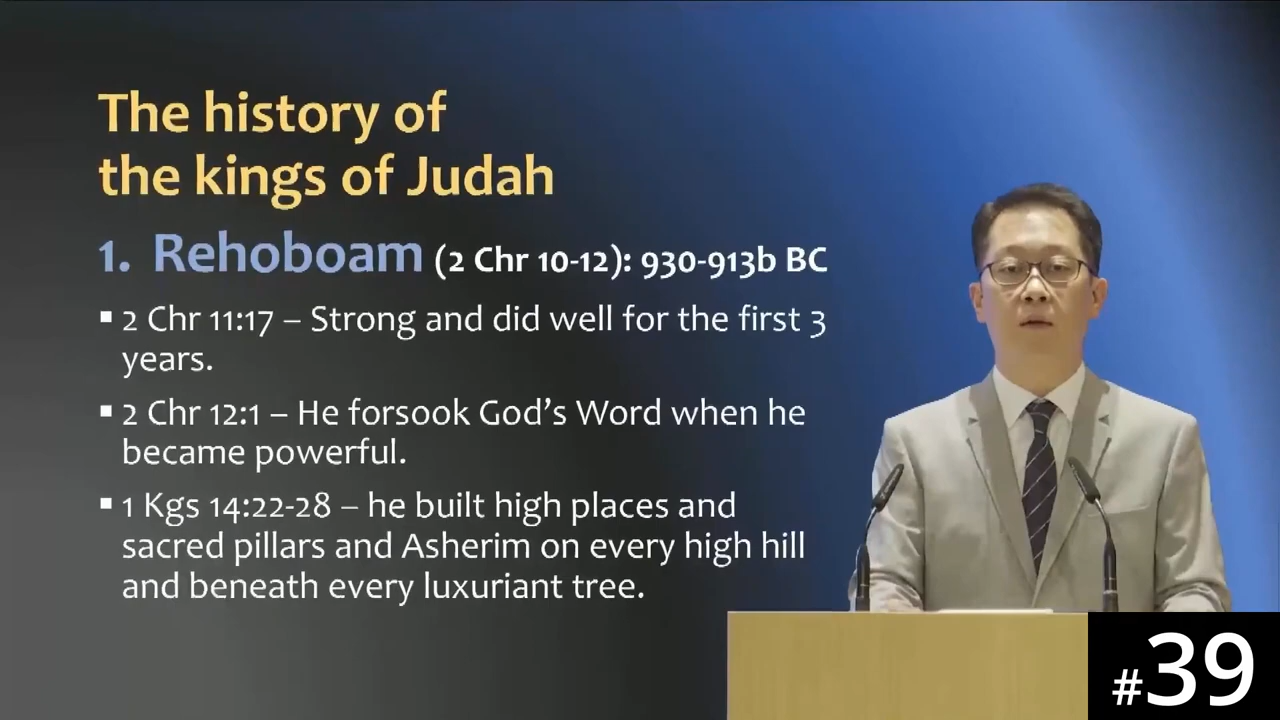 The history of
the kings of Judah
1. Rehoboam (2 Chr 10-12): 930-913b BC
▪ 2 Chr 11:17 – Strong and did well for the first 3
years.
▪ 2 Chr 12:1 – He forsook God’s Word when he
became powerful.
▪ 1 Kgs 14:22-28 – he built high places and
sacred pillars and Asherim on every high hill
and beneath every luxuriant tree.
#39